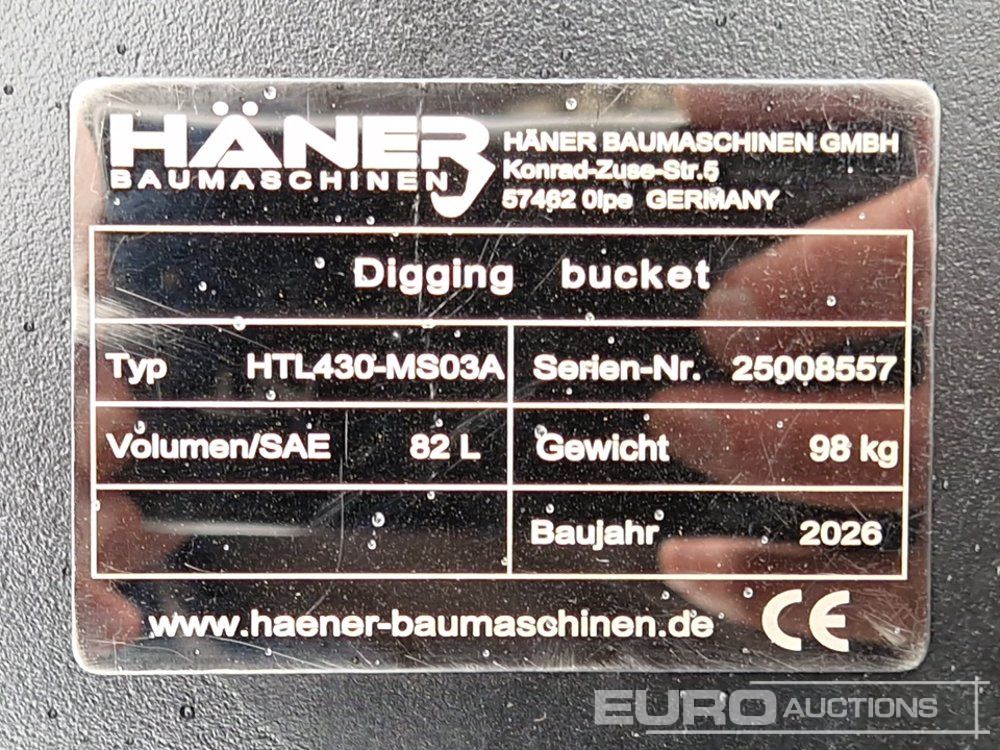 HÄNER
BAUMASCHINEN
HÄNER BAUMASCHINEN GMBH
Konrad-Zuse-Str.5
57462 0lpe GERMANY
Digging bucket
Typ HTL430-MS03A Serien-Nr. 25008557
Volumen/SAE 82 L Gewicht 98 kg
Baujahr 2026
www.haener-baumaschinen.de CE
EURO AUCTIONS